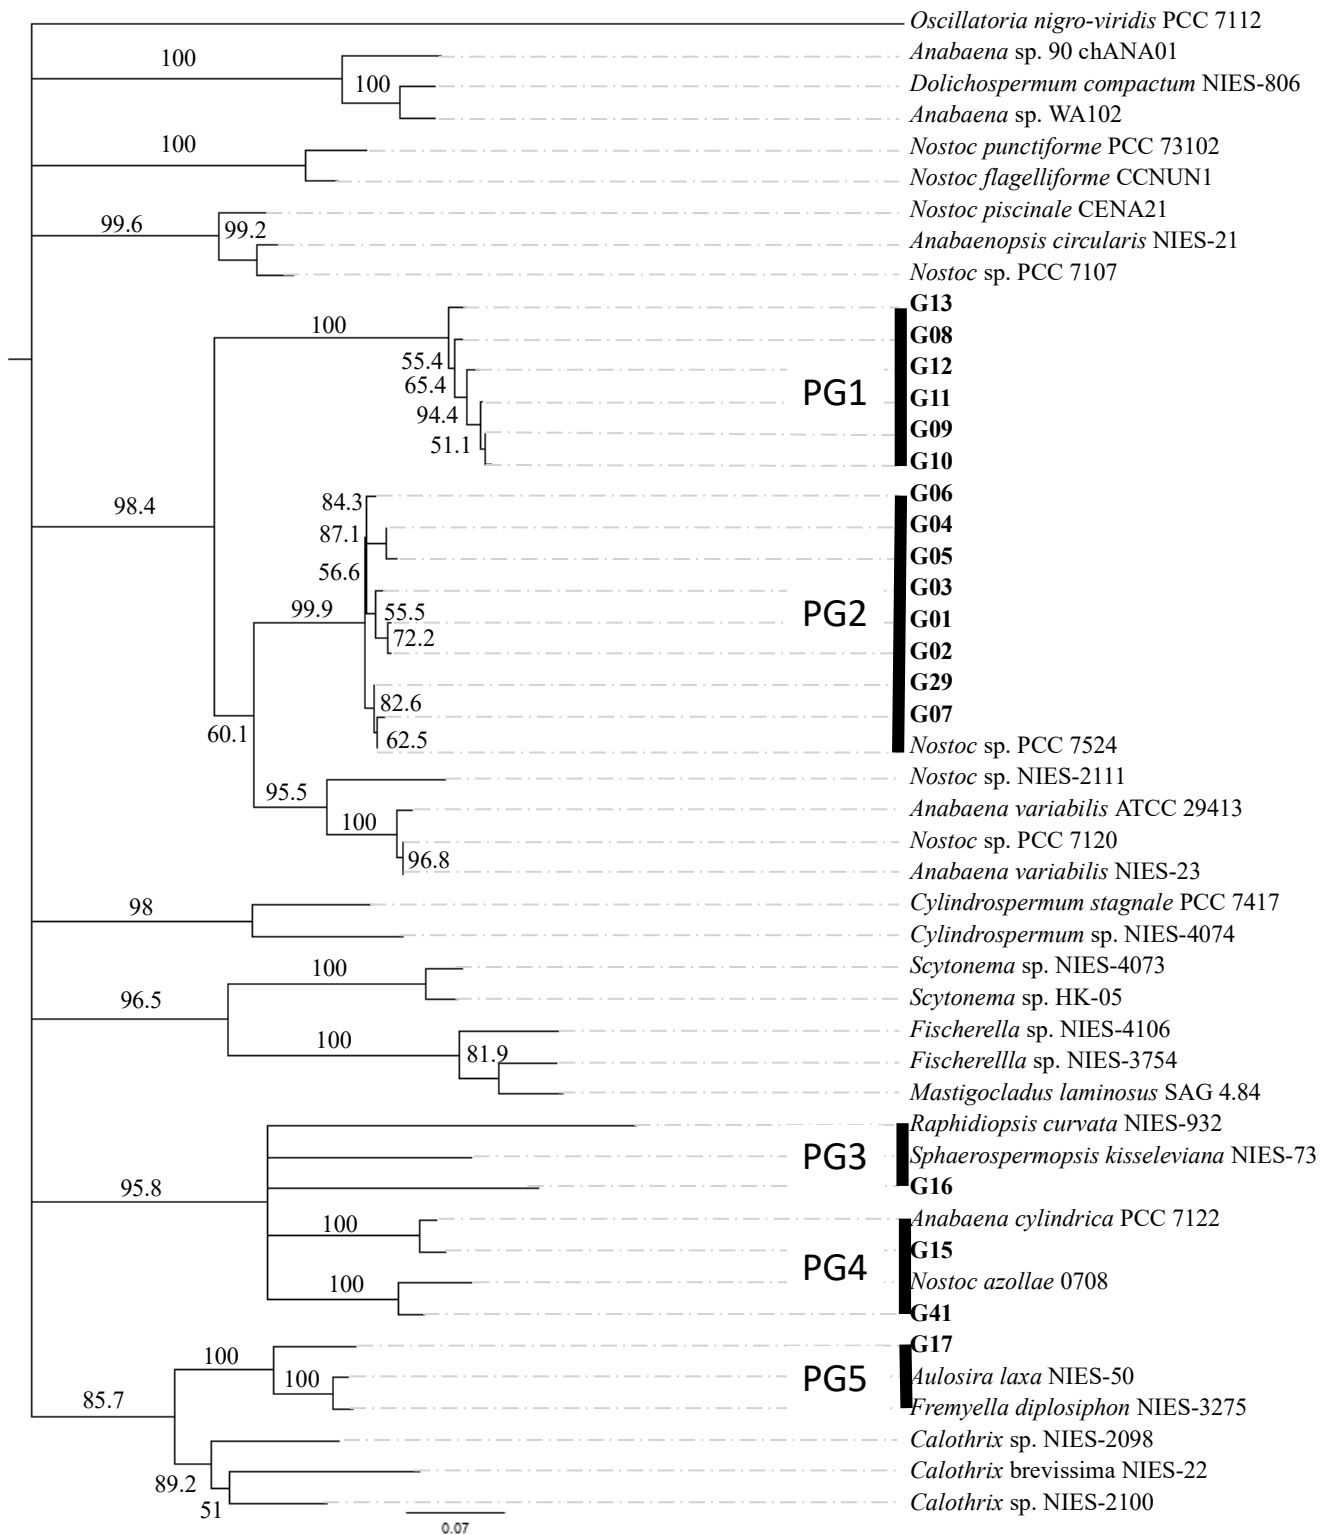 Oscillatoria nigro-viridis PCC 7112
Anabaena sp. 90 chANA01
100
Dolichospermum compactum NIES-806
100
Anabaena sp. WA102
Nostoc punctiforme PCC 73102
100
Nostoc flagelliforme CCNUN1
Nostoc piscinale CENA21
99.6
99.2
Anabaenopsis circularis NIES-21
Nostoc sp. PCC 7107
G13
100
G08
55.4
G12
65.4
PG1
G11
94.4
G09
51.1
G10
G06
84.3
98.4
G04
87.1
G05
56.6
G03
99.9
55.5
PG2
G01
72.2
G02
G29
82.6
G07
60.1
62.5
Nostoc sp. PCC 7524
Nostoc sp. NIES-2111
95.5
Anabaena variabilis ATCC 29413
100
Nostoc sp. PCC 7120
96.8
Anabaena variabilis NIES-23
98
Cylindrospermum stagnale PCC 7417
Cylindrospermum sp. NIES-4074
100
Scytonema sp. NIES-4073
96.5
Scytonema sp. HK-05
100
Fischerella sp. NIES-4106
81.9
Fischerellla sp. NIES-3754
Mastigocladus laminosus SAG 4.84
Raphidiopsis curvata NIES-932
PG3
Sphaerospermopsis kisseleviana NIES-73
95.8
G16
100
Anabaena cylindrica PCC 7122
G15
PG4
100
Nostoc azollae 0708
G41
G17
100
100
PG5
Aulosira laxa NIES-50
85.7
Fremyella diplosiphon NIES-3275
Calothrix sp. NIES-2098
89.2
Calothrix brevissima NIES-22
51
Calothrix sp. NIES-2100
0.07